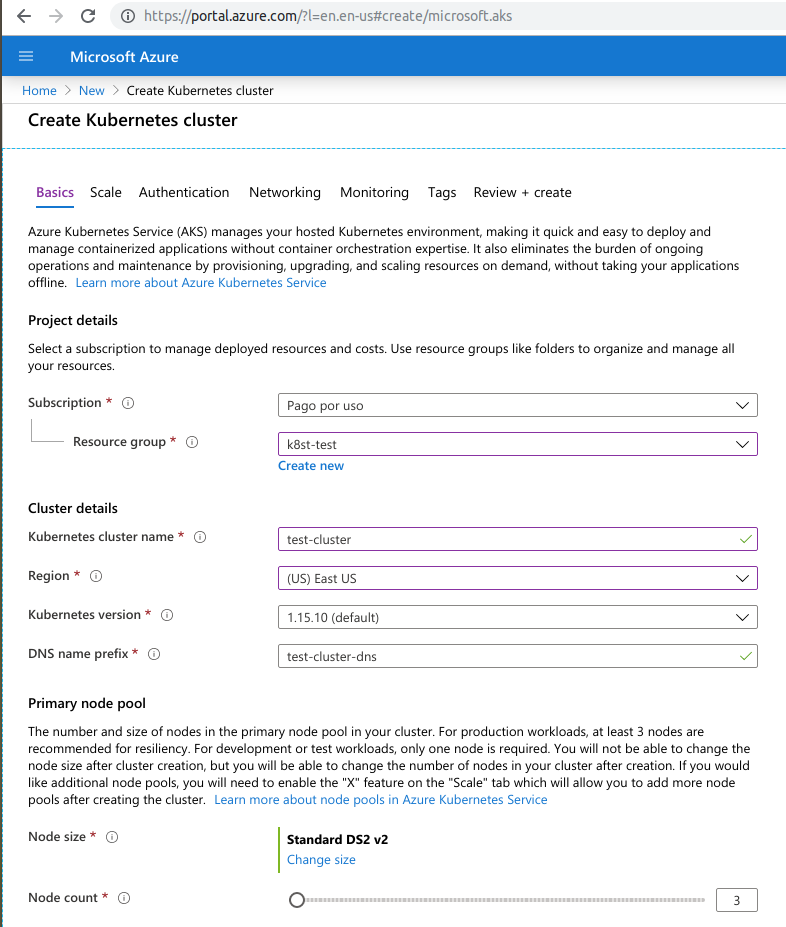 https://portal.azure.com/?l=en.en-us#create/microsoft.aks
Microsoft Azure
Home > New > Create Kubernetes cluster
Create Kubernetes cluster
Basics Scale Authentication Networking Monitoring Tags Review + create
Azure Kubernetes Service (AKS) manages your hosted Kubernetes environment, making it quick and easy to deploy and
manage containerized applications without container orchestration expertise. It also eliminates the burden of ongoing
operations and maintenance by provisioning, upgrading, and scaling resources on demand, without taking your applications
offline. Learn more about Azure Kubernetes Service
Project details
Select a subscription to manage deployed resources and costs. Use resource groups like folders to organize and manage all
your resources.
Subscription * Pago por uso
Resource group * k8st-test
Create new
Cluster details
Kubernetes cluster name * test-cluster
Region * (US) East US
Kubernetes version * 1.15.10 (default)
DNS name prefix * test-cluster-dns
Primary node pool
The number and size of nodes in the primary node pool in your cluster. For production workloads, at least 3 nodes are
recommended for resiliency. For development or test workloads, only one node is required. You will not be able to change the
node size after cluster creation, but you will be able to change the number of nodes in your cluster after creation. If you would
like additional node pools, you will need to enable the "X" feature on the "Scale" tab which will allow you to add more node
pools after creating the cluster. Learn more about node pools in Azure Kubernetes Service
Node size * Standard DS2 v2
Change size
Node count * 3